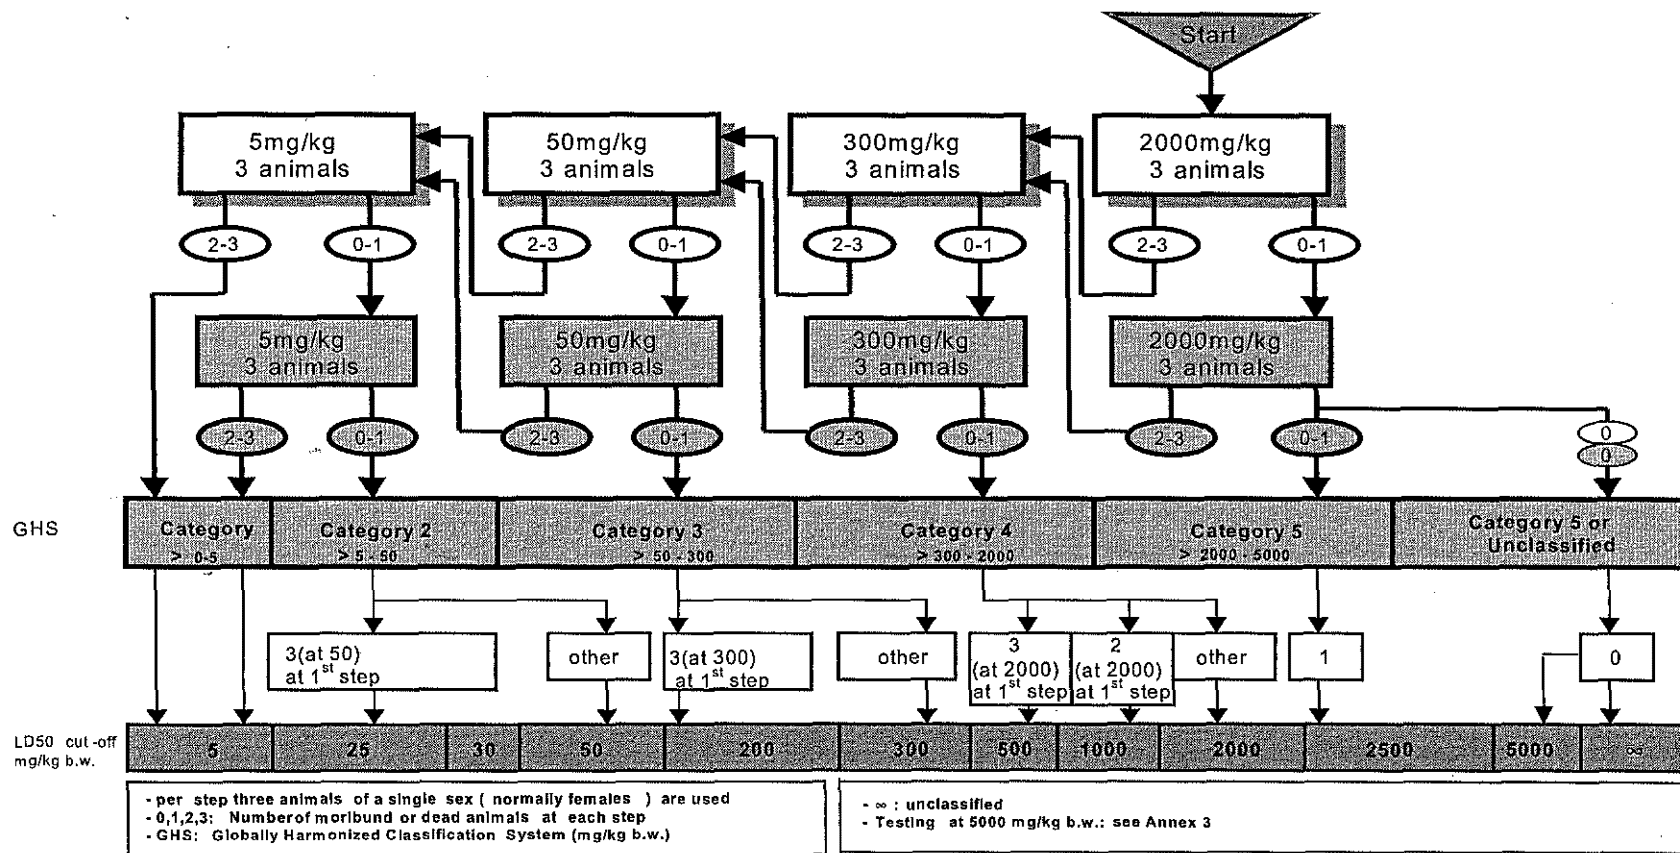 Start
5mg/kg
3 animals
50mg/kg
3 animals
300mg/kg
3 animals
2000mg/kg
3 animals
2-3
0-1
2-3
0-1
2-3
0-1
2-3
0-1
5mg/kg
3 animals
50mg/kg
3 animals
300mg/kg
3 animals
2000mg/kg
3 animals
2-3
0-1
2-3
0-1
2-3
0-1
2-3
0-1
0
0
GHS
Category
> 0-5
Category 2
> 5 - 50
Category 3
> 50 - 300
Category 4
> 300 - 2000
Category 5
> 2000 - 5000
Category 5 or
Unclassified
3(at 50)
at 1st step
other
3(at 300)
at 1st step
other
3
(at 2000)
at 1st step
2
(at 2000)
at 1st step
other
1
0
LD50 cut-off
mg/kg b.w.
5
25
30
50
200
300
500
1000
2000
2500
5000
∞
- per step three animals of a single sex ( normally females ) are used
- 0,1,2,3: Numberof moribund or dead animals at each step
- GHS: Globally Harmonized Classification System (mg/kg b.w.)
- ∞ : unclassified
- Testing at 5000 mg/kg b.w.: see Annex 3